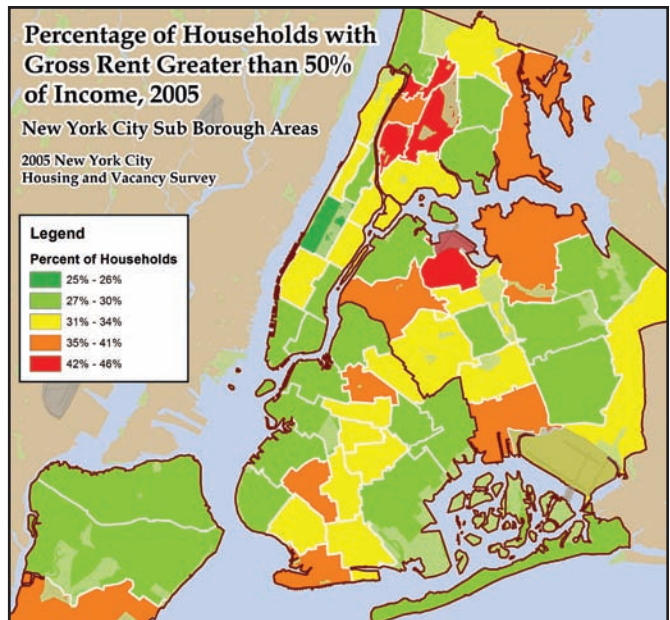 Percentage of Households with
Gross Rent Greater than 50%
of Income, 2005
New York City Sub Borough Areas
2005 New York City
Housing and Vacancy Survey
Legend
Percent of Households
25% - 26%
27% - 30%
31% - 34%
35% - 41%
42% - 46%